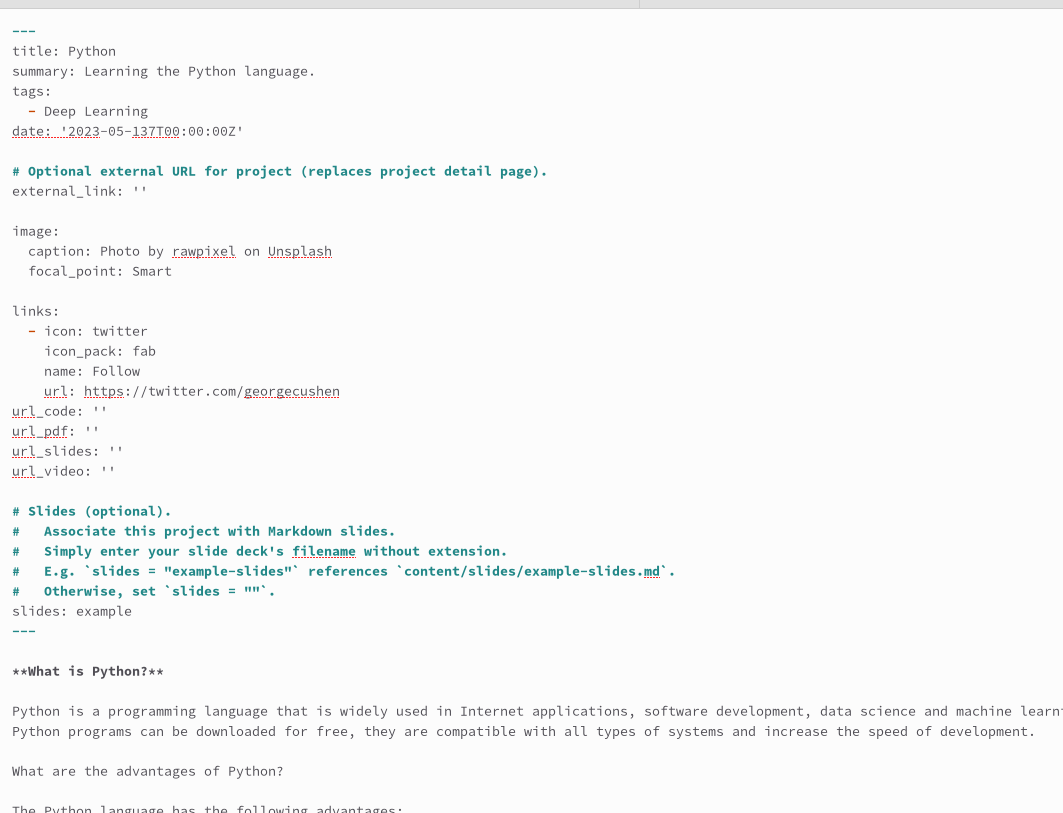 ---
title: Python
summary: Learning the Python language.
tags:
  - Deep Learning
date: '2023-05-137T00:00:00Z'

# Optional external URL for project (replaces project detail page).
external_link: ''

image:
  caption: Photo by rawpixel on Unsplash
  focal_point: Smart

links:
  - icon: twitter
    icon_pack: fab
    name: Follow
    url: https://twitter.com/georgecushen
url_code: ''
url_pdf: ''
url_slides: ''
url_video: ''

# Slides (optional).
#   Associate this project with Markdown slides.
#   Simply enter your slide deck's filename without extension.
#   E.g. `slides = "example-slides"` references `content/slides/example-slides.md`.
#   Otherwise, set `slides = ""`.
slides: example
---

**What is Python?**

Python is a programming language that is widely used in Internet applications, software development, data science and machine learn
Python programs can be downloaded for free, they are compatible with all types of systems and increase the speed of development.

What are the advantages of Python?

The Python language has the following advantages: